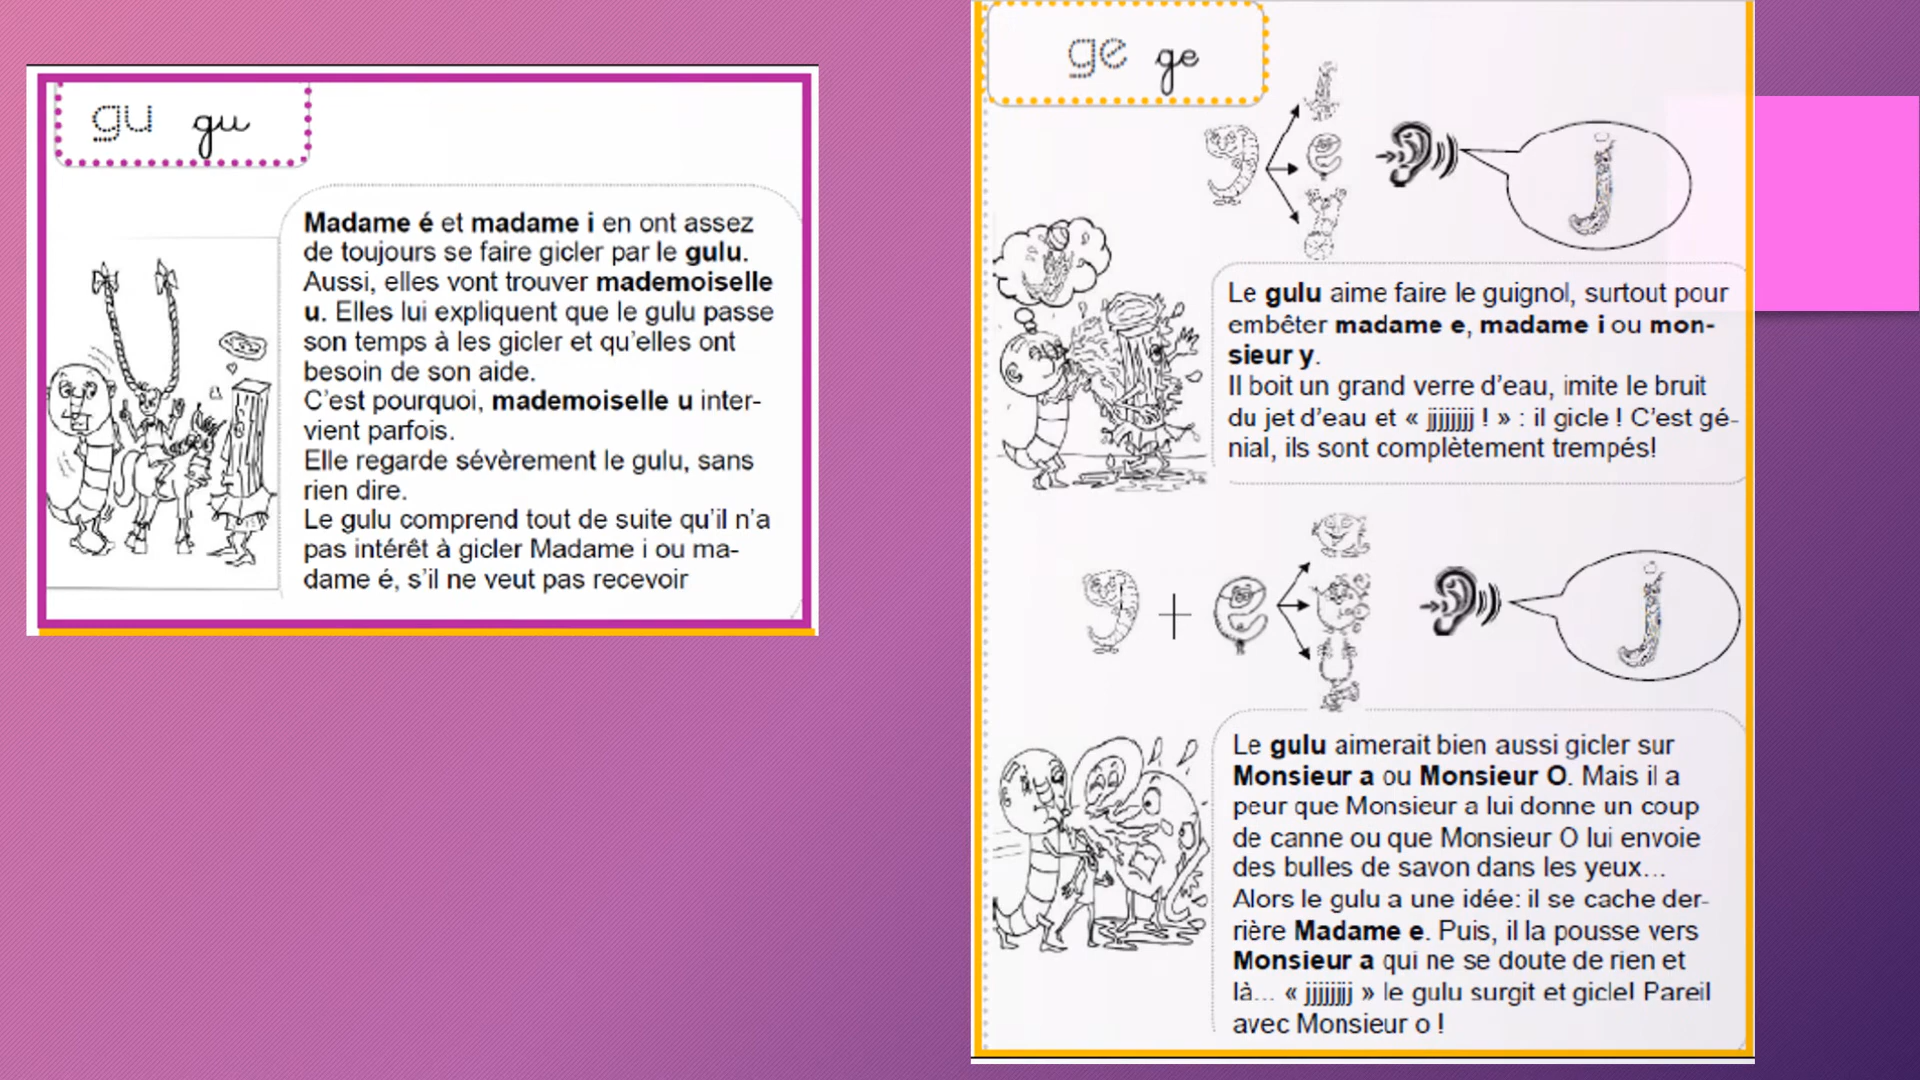 gu gu
Madame é et madame i en ont assez
de toujours se faire gicler par le gulu.
Aussi, elles vont trouver mademoiselle
u. Elles lui expliquent que le gulu passe
son temps à les gicler et qu'elles ont
besoin de son aide.
C'est pourquoi, mademoiselle u inter-
vient parfois.
Elle regarde sévèrement le gulu, sans
rien dire.
Le gulu comprend tout de suite qu'il n'a
pas intérêt à gicler Madame i ou ma-
dame é, s'il ne veut pas recevoir
ge ge
j
Le gulu aime faire le guignol, surtout pour
embêter madame e, madame i ou mon-
sieur y.
Il boit un grand verre d'eau, imite le bruit
du jet d'eau et « jjjjjjjj ! » : il gicle ! C'est gé-
nial, ils sont complètement trempés!
g + e
j
Le gulu aimerait bien aussi gicler sur
Monsieur a ou Monsieur O. Mais il a
peur que Monsieur a lui donne un coup
de canne ou que Monsieur O lui envoie
des bulles de savon dans les yeux…
Alors le gulu a une idée: il se cache der-
rière Madame e. Puis, il la pousse vers
Monsieur a qui ne se doute de rien et
là… « jjjjjjjj » le gulu surgit et gicle! Pareil
avec Monsieur o !